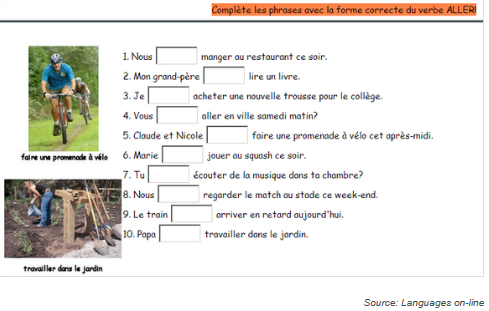 Complète les phrases avec la forme correcte du verbe ALLER!
1. Nous manger au restaurant ce soir.
2. Mon grand-père lire un livre.
3. Je acheter une nouvelle trousse pour le collège.
4. Vous aller en ville samedi matin?
5. Claude et Nicole faire une promenade à vélo cet après-midi.
faire une promenade à vélo
6. Marie jouer au squash ce soir.
7. Tu écouter de la musique dans ta chambre?
8. Nous regarder le match au stade ce week-end.
9. Le train arriver en retard aujourd'hui.
10. Papa travailler dans le jardin.
travailler dans le jardin
Source: Languages on-line